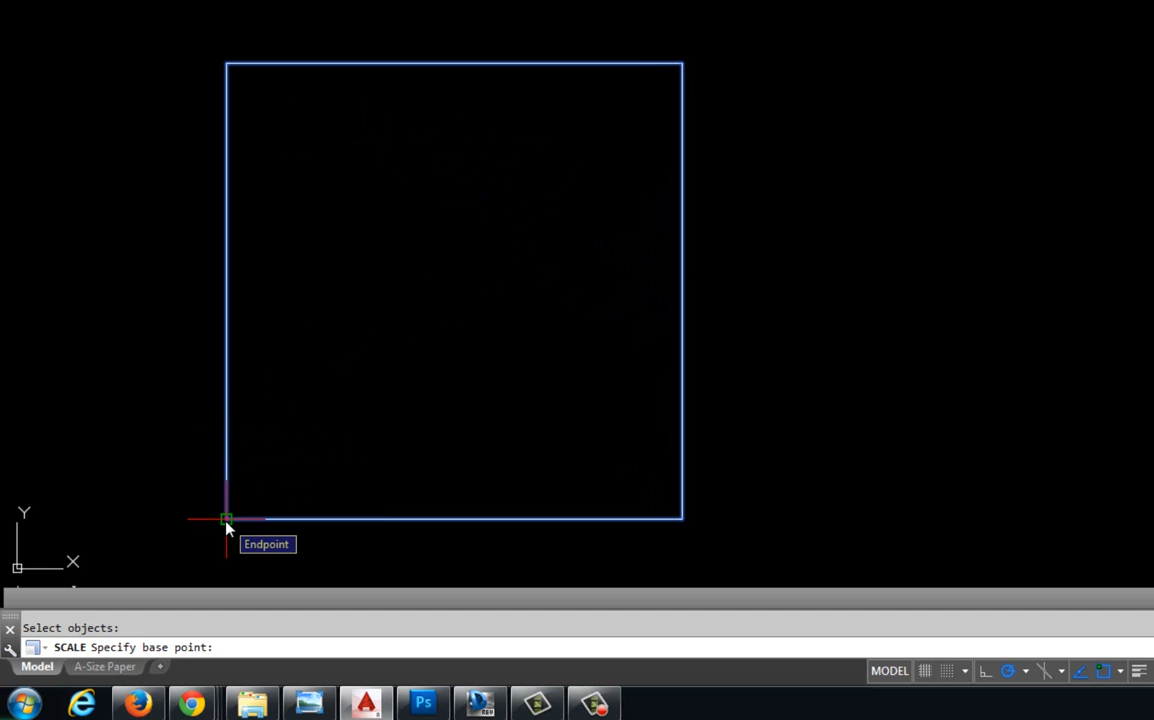 Endpoint
Y
X
Select objects:
SCALE Specify base point:
Model
A-Size Paper
MODEL
Ps